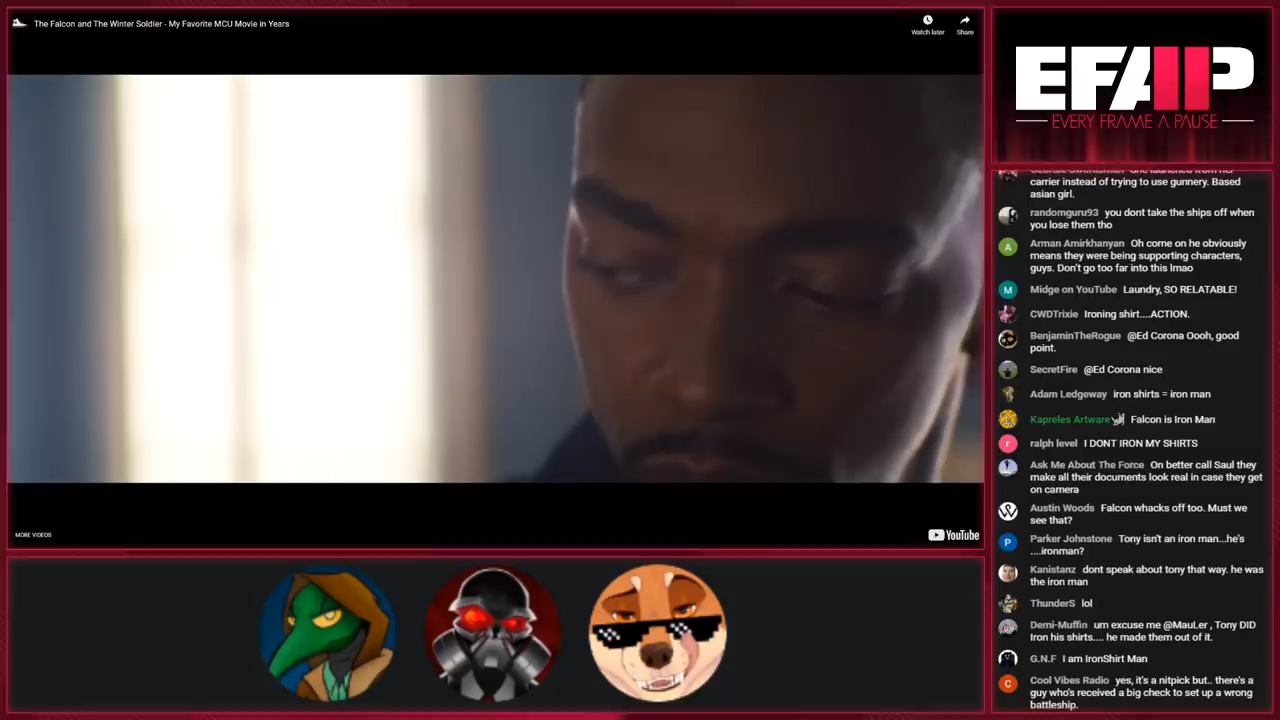 The Falcon and The Winter Soldier - My Favorite MCU Movie in Years
Watch later
Share
MORE VIDEOS
YouTube
EFAP
EVERY FRAME A PAUSE
carrier instead of trying to use gunnery. Based
asian girl.
randomguru93 you dont take the ships off when
you lose them tho
A
Arman Amirkhanyan Oh come on he obviously
means they were being supporting characters,
guys. Don't go too far into this lmao
M
Midge on YouTube Laundry, SO RELATABLE!
CWDTrixie Ironing shirt....ACTION.
BenjaminTheRogue @Ed Corona Oooh, good
point.
SecretFire @Ed Corona nice
Adam Ledgeway iron shirts = iron man
Kapreles Artware Falcon is Iron Man
r
ralph level I DONT IRON MY SHIRTS
Ask Me About The Force On better call Saul they
make all their documents look real in case they get
on camera
Austin Woods Falcon whacks off too. Must we
see that?
P
Parker Johnstone Tony isn't an iron man...he's
....ironman?
Kanistanz dont speak about tony that way. he was
the iron man
ThunderS lol
Demi-Muffin um excuse me @MauLer , Tony DID
Iron his shirts.... he made them out of it.
G.N.F I am IronShirt Man
C
Cool Vibes Radio yes, it's a nitpick but.. there's a
guy who's received a big check to set up a wrong
battleship.